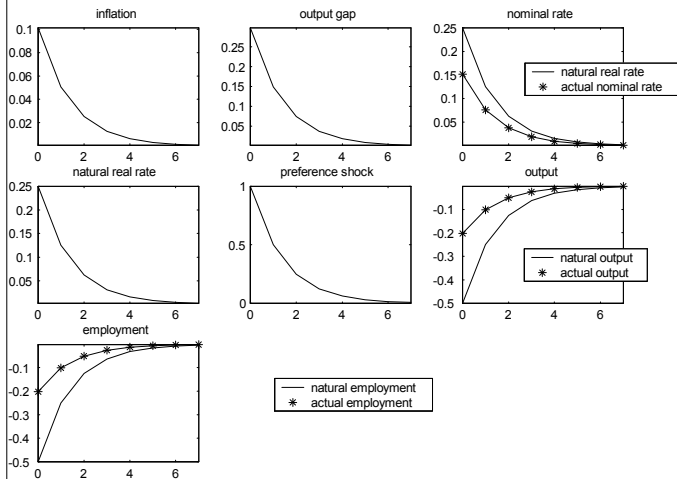 inflation
0.1
0.08
0.06
0.04
0.02
0 2 4 6
output gap
0.25
0.2
0.15
0.1
0.05
0 2 4 6
nominal rate
0.25
0.2
0.15
0.1
0.05
0 2 4 6
natural real rate
actual nominal rate
natural real rate
0.25
0.2
0.15
0.1
0.05
0 2 4 6
preference shock
1
0.5
0
0 2 4 6
output
-0.1
-0.2
-0.3
-0.4
-0.5
0 2 4 6
natural output
actual output
employment
-0.1
-0.2
-0.3
-0.4
-0.5
0 2 4 6
natural employment
actual employment